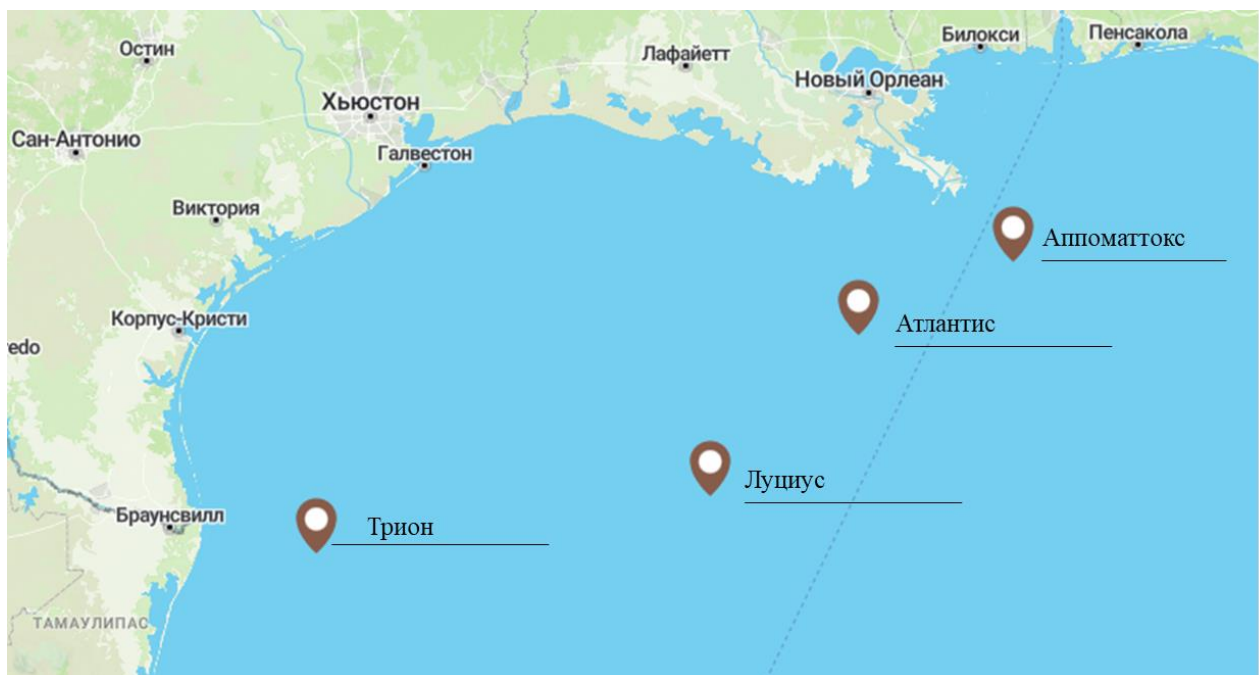 Остин
Лафайетт
Билокси
Пенсакола
Хьюстон
Новый Орлеан
Сан-Антонио
Галвестон
Виктория
Аппоматтокс
Корпус-Кристи
Атлантис
edo
Луциус
Браунсвилл
Трион
ТАМАУЛИПАС